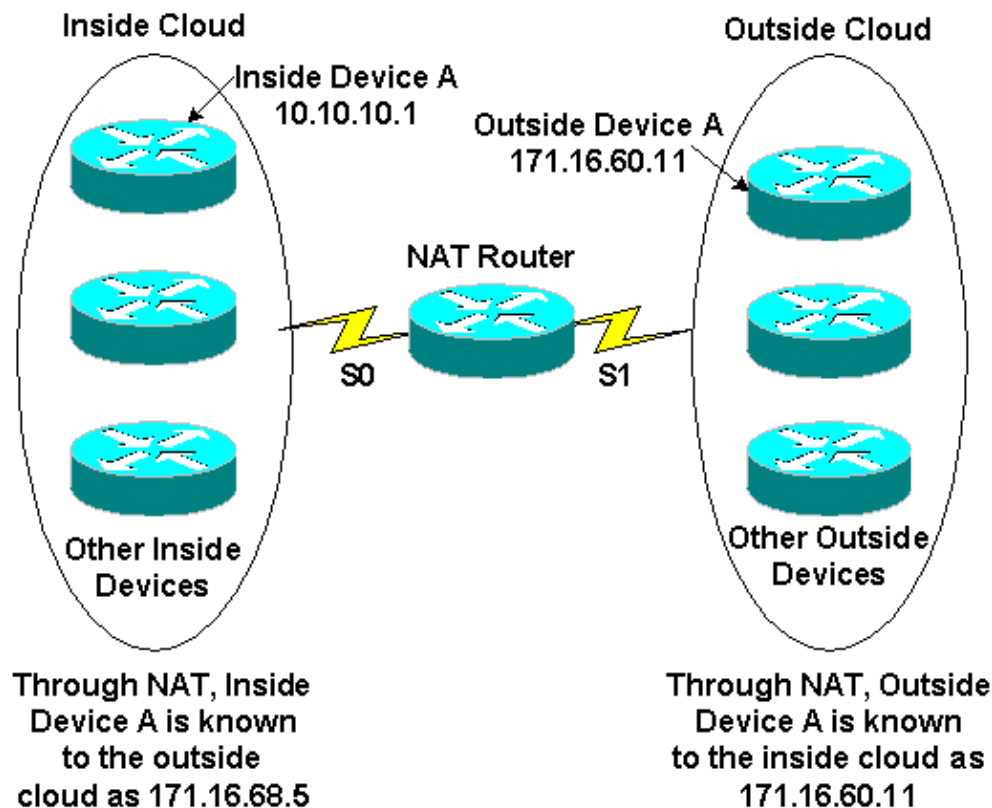 Inside Cloud
Outside Cloud
Inside Device A
10.10.10.1
Outside Device A
171.16.60.11
NAT Router
S0
S1
Other Inside
Devices
Other Outside
Devices
Through NAT, Inside
Device A is known
to the outside
cloud as 171.16.68.5
Through NAT, Outside
Device A is known
to the inside cloud as
171.16.60.11